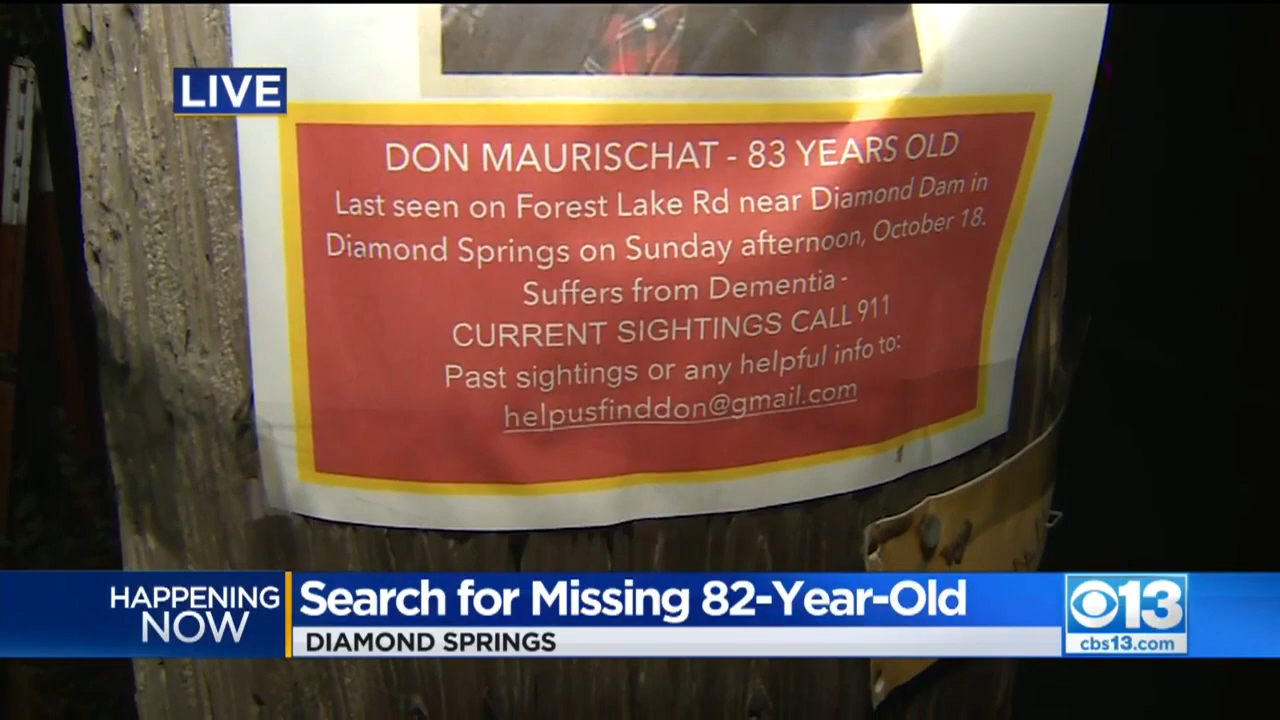 LIVE
DON MAURISCHAT - 83 YEARS OLD
Last seen on Forest Lake Rd near Diamond Dam in
Diamond Springs on Sunday afternoon, October 18.
Suffers from Dementia -
CURRENT SIGHTINGS CALL 911
Past sightings or any helpful info to:
helpusfinddon@gmail.com
HAPPENING
NOW
Search for Missing 82-Year-Old
DIAMOND SPRINGS
13
cbs13.com